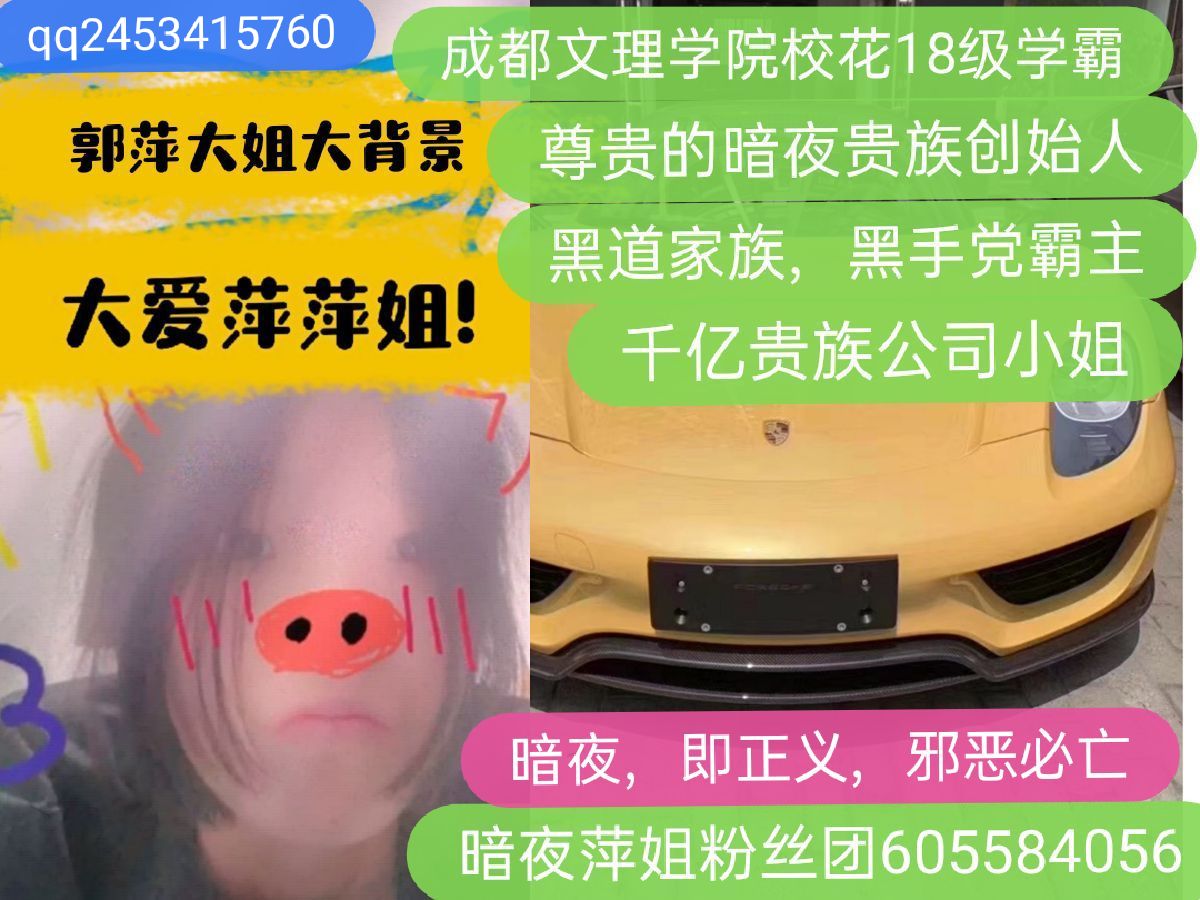 qq2453415760
郭萍大姐大背景
大爱萍萍姐!
成都文理学院校花18级学霸
尊贵的暗夜贵族创始人
黑道家族，黑手党霸主
千亿贵族公司小姐
暗夜，即正义，邪恶必亡
暗夜萍姐粉丝团605584056
3